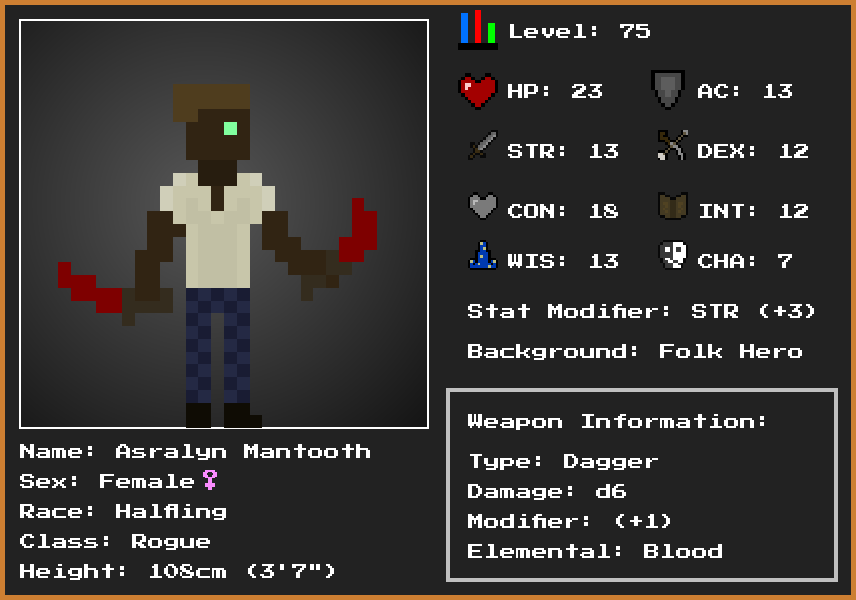 Level: 75
HP: 23
AC: 13
STR: 13
DEX: 12
CON: 18
INT: 12
WIS: 13
CHA: 7
Stat Modifier: STR (+3)
Background: Folk Hero
Weapon Information:
Type: Dagger
Damage: d6
Modifier: (+1)
Elemental: Blood
Name: Asralyn Mantooth
Sex: Female♀
Race: Halfling
Class: Rogue
Height: 108cm (3'7")